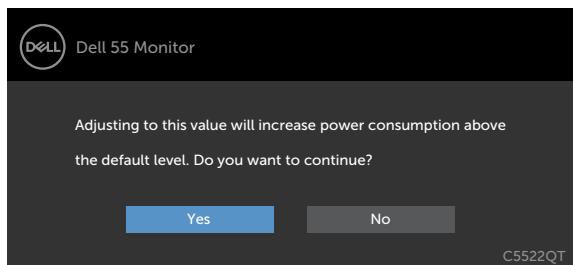 DELL Dell 55 Monitor
Adjusting to this value will increase power consumption above
the default level. Do you want to continue?
Yes No
C5522QT